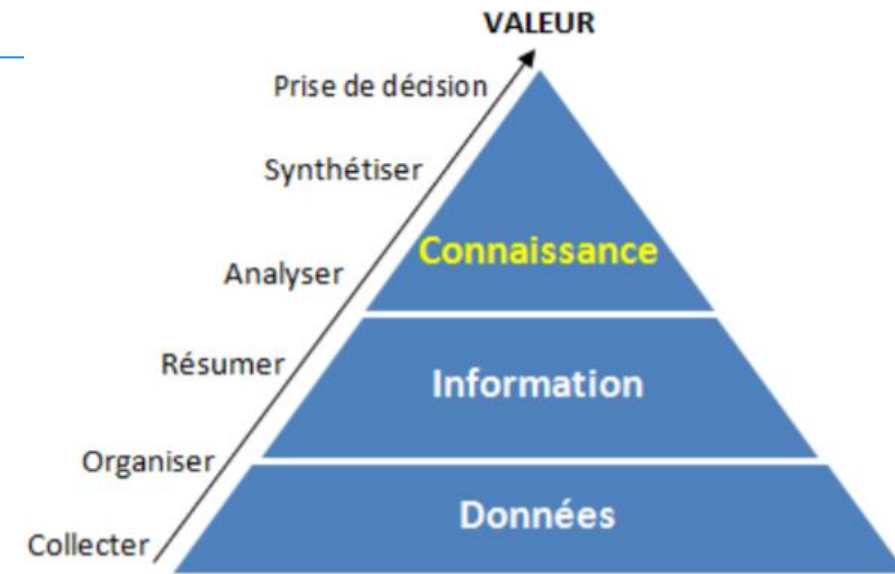 VALEUR
Prise de décision
Synthétiser
Connaissance
Analyser
Résumer
Information
Organiser
Données
Collecter